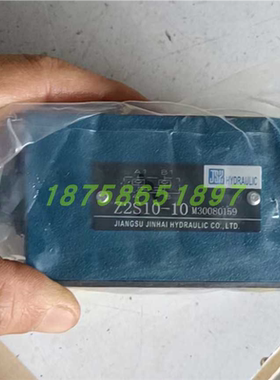 HYDRAULIC
18758651897
Z2S10-10 M30080159
JIANGSU JINHAI HYDRAULIC CO.,LTD.